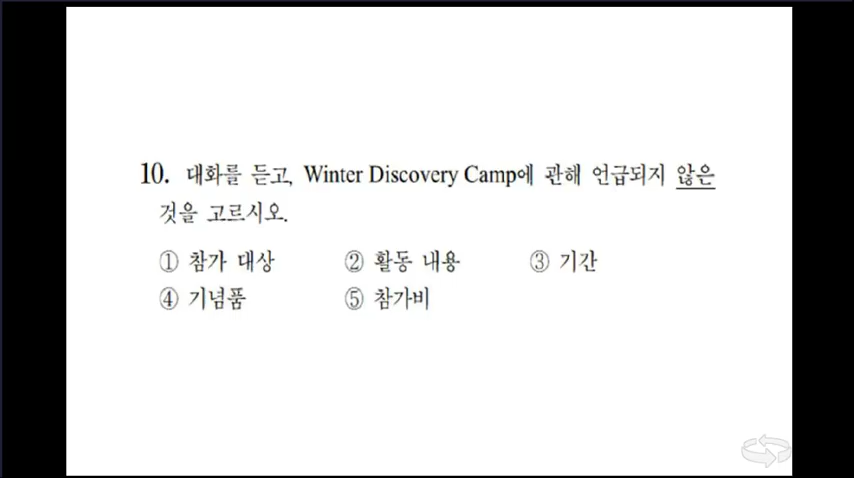 10. 대화를 듣고, Winter Discovery Camp에 관해 언급되지 않은
것을 고르시오.
① 참가 대상 ② 활동 내용 ③ 기간
④ 기념품 ⑤ 참가비